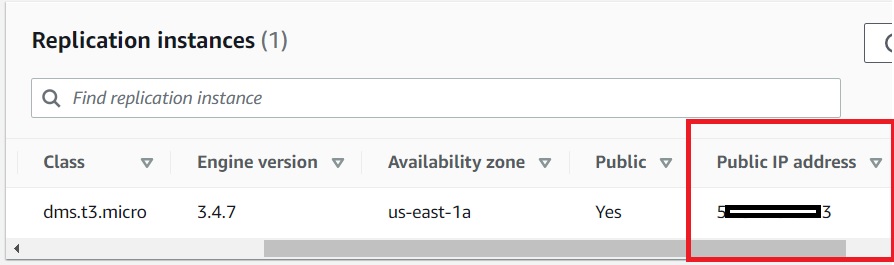 Replication instances (1)
Find replication instance
Class Engine version Availability zone Public Public IP address
dms.t3.micro 3.4.7 us-east-1a Yes 5 3